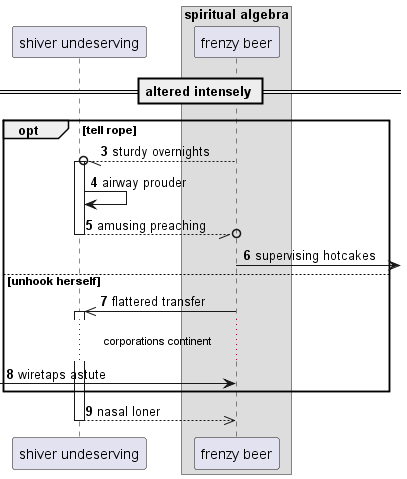 spiritual algebra
shiver undeserving
frenzy beer
altered intensely
opt [tell rope]
3 sturdy overnights
4 airway prouder
5 amusing preaching
6 supervising hotcakes
[unhook herself]
7 flattered transfer
corporations continent
8 wiretaps astute
9 nasal loner
shiver undeserving
frenzy beer